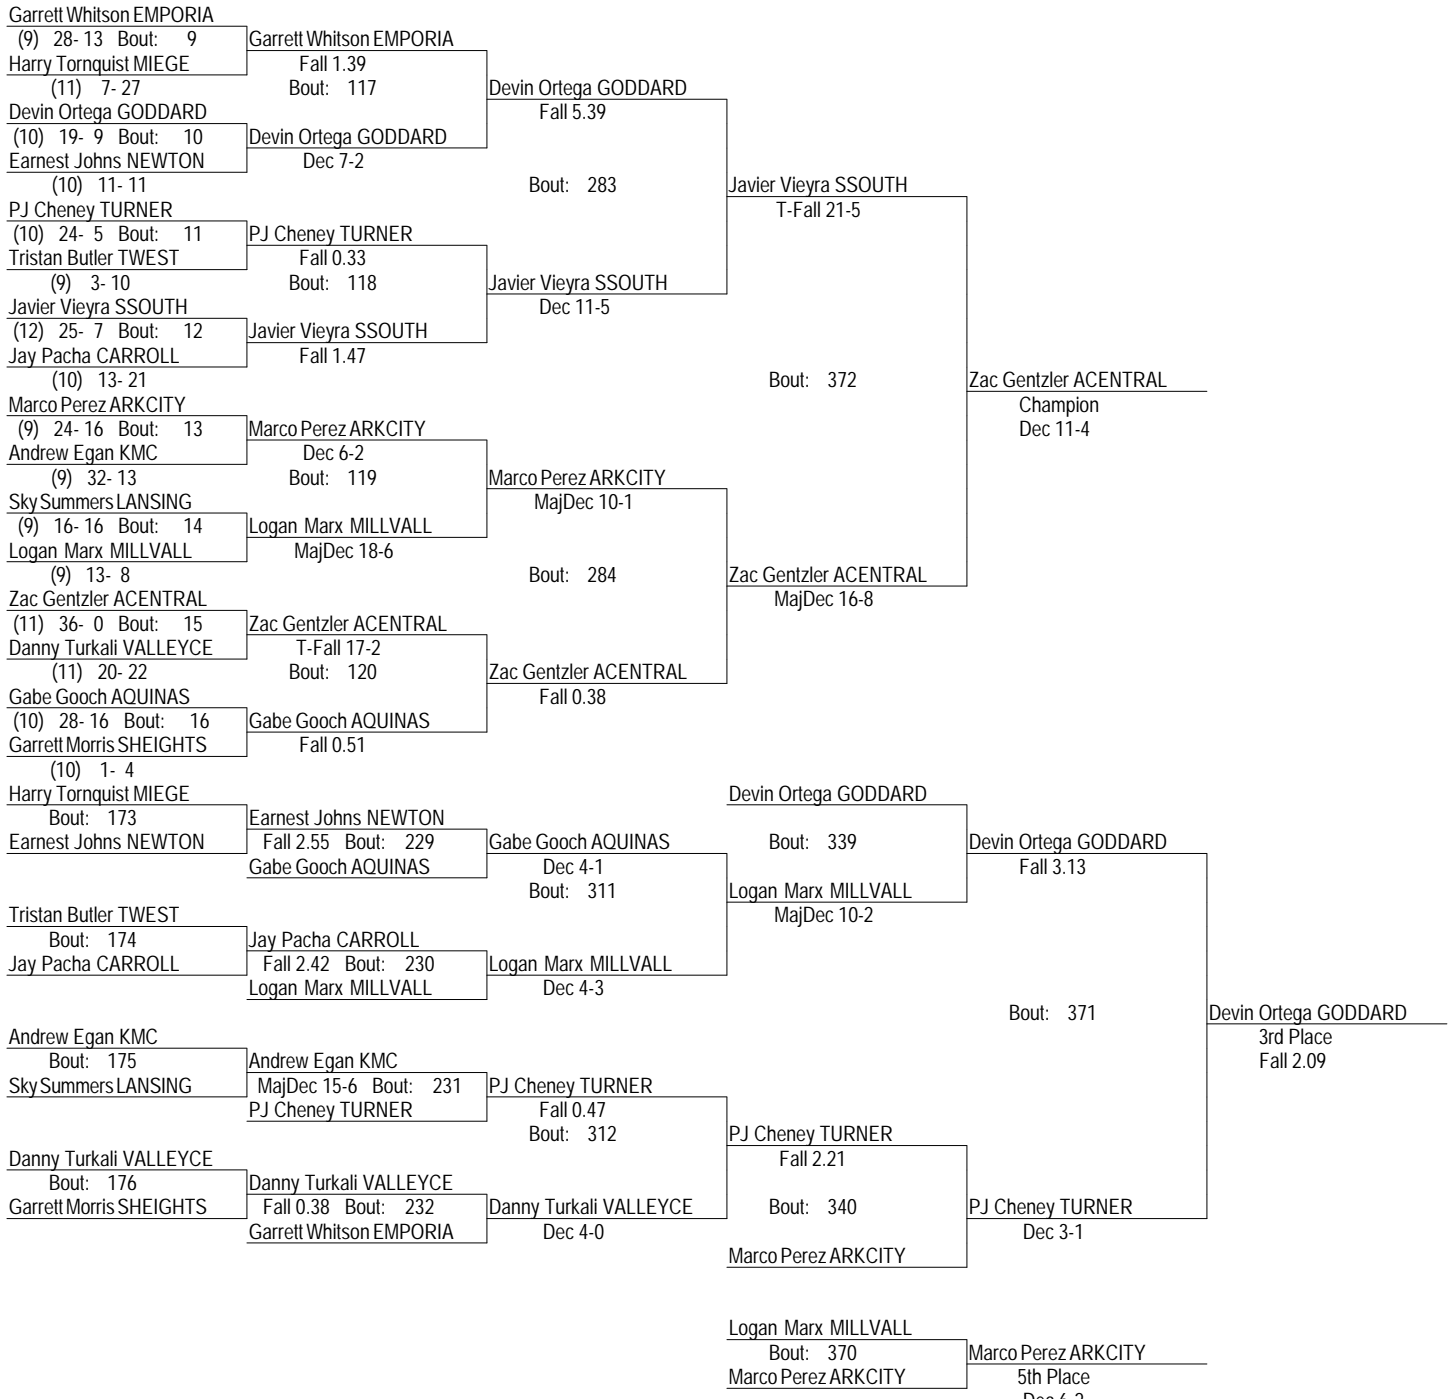 Garrett Whitson EMPORIA
(9) 28- 13 Bout: 9
Garrett Whitson EMPORIA
Harry Tornquist MIEGE
Fall 1.39
(11) 7- 27
Bout: 117
Devin Ortega GODDARD
Devin Ortega GODDARD
Fall 5.39
(10) 19- 9 Bout: 10
Devin Ortega GODDARD
Earnest Johns NEWTON
Dec 7-2
(10) 11- 11
Bout: 283
Javier Vieyra SSOUTH
PJ Cheney TURNER
T-Fall 21-5
(10) 24- 5 Bout: 11
PJ Cheney TURNER
Tristan Butler TWEST
Fall 0.33
(9) 3- 10
Bout: 118
Javier Vieyra SSOUTH
Javier Vieyra SSOUTH
Dec 11-5
(12) 25- 7 Bout: 12
Javier Vieyra SSOUTH
Jay Pacha CARROLL
Fall 1.47
(10) 13- 21
Bout: 372
Zac Gentzler ACENTRAL
Marco Perez ARKCITY
Champion
(9) 24- 16 Bout: 13
Marco Perez ARKCITY
Dec 11-4
Andrew Egan KMC
Dec 6-2
(9) 32- 13
Bout: 119
Marco Perez ARKCITY
Sky Summers LANSING
MajDec 10-1
(9) 16- 16 Bout: 14
Logan Marx MILLVALL
Logan Marx MILLVALL
MajDec 18-6
(9) 13- 8
Bout: 284
Zac Gentzler ACENTRAL
Zac Gentzler ACENTRAL
MajDec 16-8
(11) 36- 0 Bout: 15
Zac Gentzler ACENTRAL
Danny Turkali VALLEYCE
T-Fall 17-2
(11) 20- 22
Bout: 120
Zac Gentzler ACENTRAL
Gabe Gooch AQUINAS
Fall 0.38
(10) 28- 16 Bout: 16
Gabe Gooch AQUINAS
Garrett Morris SHEIGHTS
Fall 0.51
(10) 1- 4
Harry Tornquist MIEGE
Devin Ortega GODDARD
Bout: 173
Earnest Johns NEWTON
Earnest Johns NEWTON
Fall 2.55 Bout: 229
Gabe Gooch AQUINAS
Bout: 339
Devin Ortega GODDARD
Gabe Gooch AQUINAS
Dec 4-1
Fall 3.13
Bout: 311
Logan Marx MILLVALL
Tristan Butler TWEST
MajDec 10-2
Bout: 174
Jay Pacha CARROLL
Jay Pacha CARROLL
Fall 2.42 Bout: 230
Logan Marx MILLVALL
Logan Marx MILLVALL
Dec 4-3
Bout: 371
Devin Ortega GODDARD
Andrew Egan KMC
3rd Place
Bout: 175
Andrew Egan KMC
Fall 2.09
Sky Summers LANSING
MajDec 15-6 Bout: 231
PJ Cheney TURNER
PJ Cheney TURNER
Fall 0.47
Bout: 312
PJ Cheney TURNER
Danny Turkali VALLEYCE
Fall 2.21
Bout: 176
Danny Turkali VALLEYCE
Garrett Morris SHEIGHTS
Fall 0.38 Bout: 232
Danny Turkali VALLEYCE
Bout: 340
PJ Cheney TURNER
Garrett Whitson EMPORIA
Dec 4-0
Dec 3-1
Marco Perez ARKCITY
Logan Marx MILLVALL
Bout: 370
Marco Perez ARKCITY
Marco Perez ARKCITY
5th Place